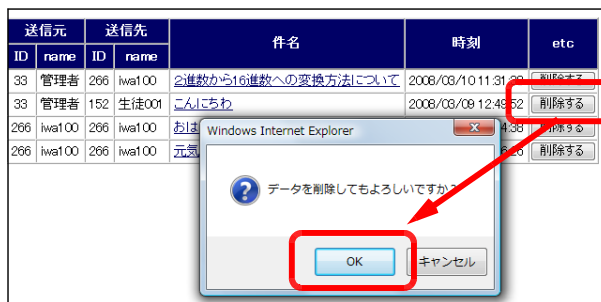 送信元 送信先 件名 時刻 etc
ID name ID name
33 管理者 266 iwa100 2進数から16進数への変換方法について 2008/03/10 11:31 削除する
33 管理者 152 生徒001 こんにちわ 2008/03/09 12:49:52 削除する
266 iwa100 266 iwa100 おは 4:38 削除する
266 iwa100 266 iwa100 元気 削除する
Windows Internet Explorer
データを削除してもよろしいですか?
OK キャンセル